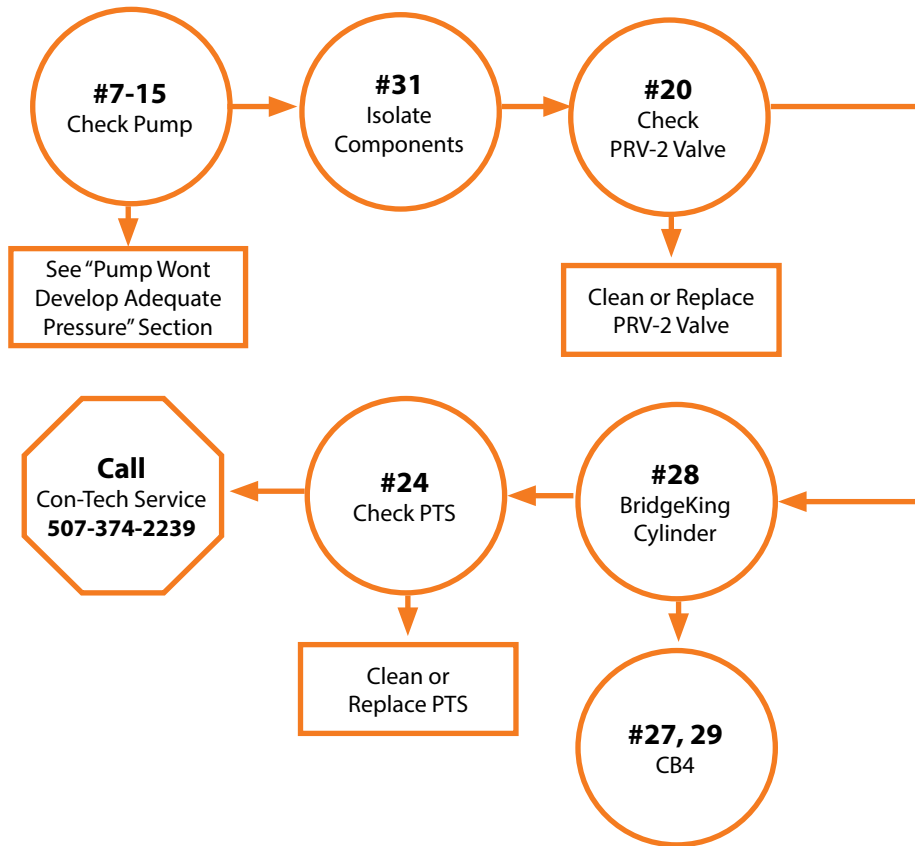 #7-15
Check Pump
#31
Isolate
Components
#20
Check
PRV-2 Valve
See “Pump Wont
Develop Adequate
Pressure” Section
Clean or Replace
PRV-2 Valve
Call
Con-Tech Service
507-374-2239
#24
Check PTS
#28
BridgeKing
Cylinder
Clean or
Replace PTS
#27, 29
CB4